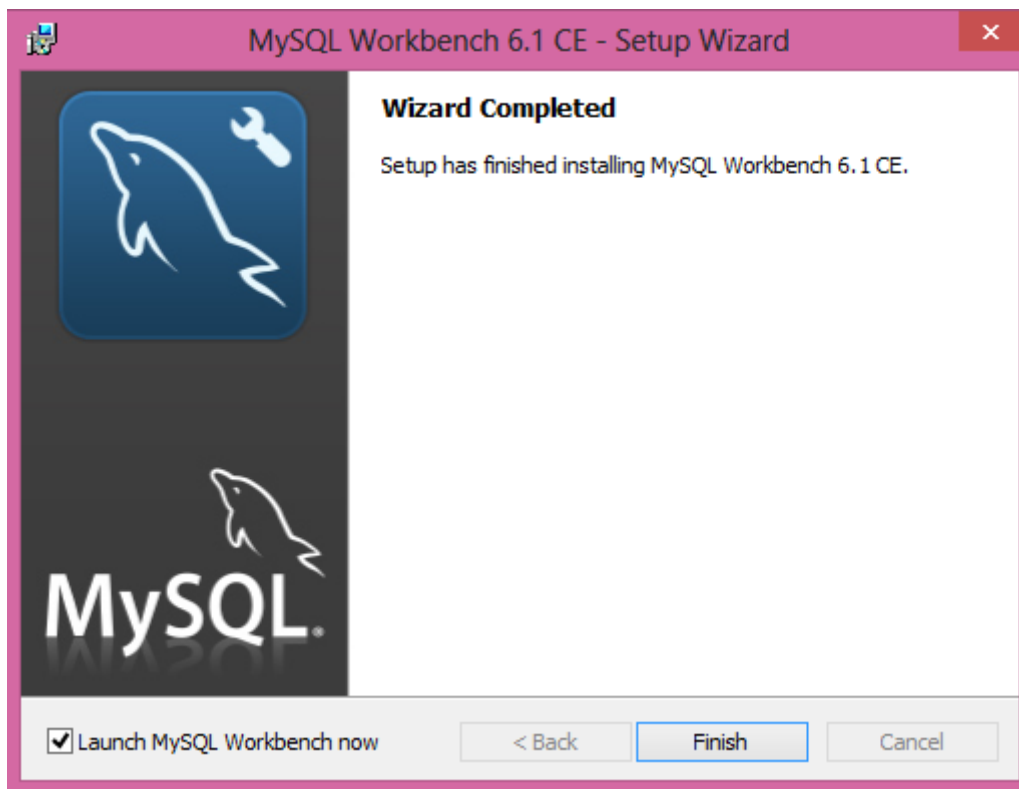 MySQL Workbench 6.1 CE - Setup Wizard
Wizard Completed
Setup has finished installing MySQL Workbench 6.1 CE.
MySQL®
Launch MySQL Workbench now
< Back
Finish
Cancel